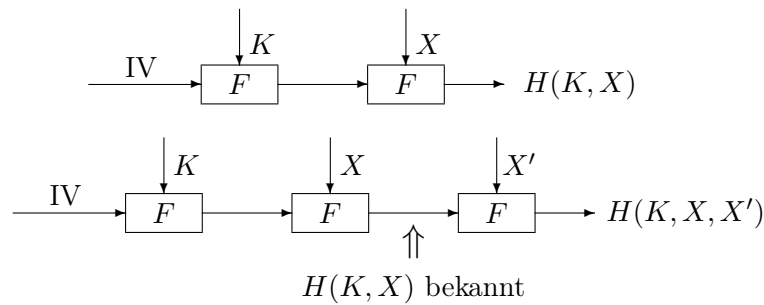 K X
IV F F H(K, X)
K X X′
IV F F F H(K, X, X′)
⇑
H(K, X) bekannt